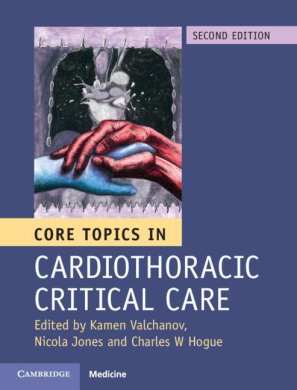 SECOND EDITION
CORE TOPICS IN
CARDIOTHORACIC
CRITICAL CARE
Edited by Kamen Valchanov,
Nicola Jones and Charles W Hogue
CAMBRIDGE
Medicine